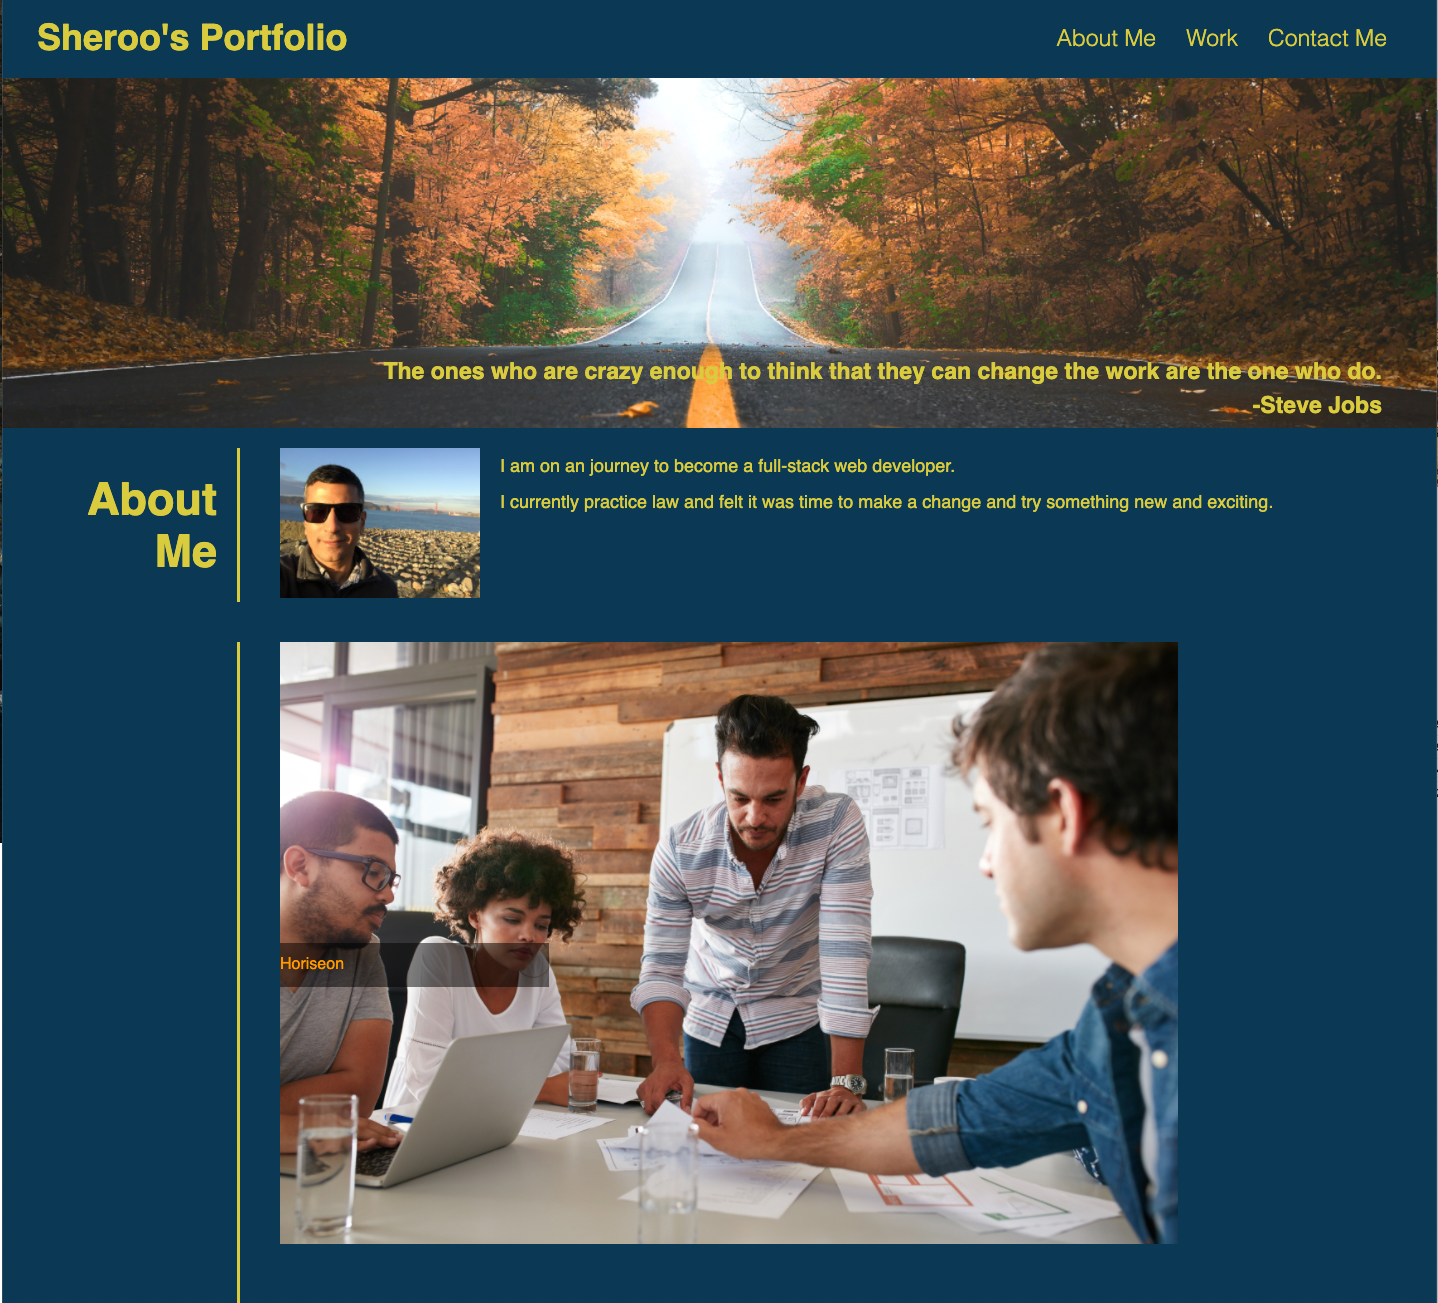 Sheroo's Portfolio
About Me Work Contact Me
The ones who are crazy enough to think that they can change the work are the one who do.
-Steve Jobs
About
Me
I am on an journey to become a full-stack web developer.
I currently practice law and felt it was time to make a change and try something new and exciting.
Horiseon